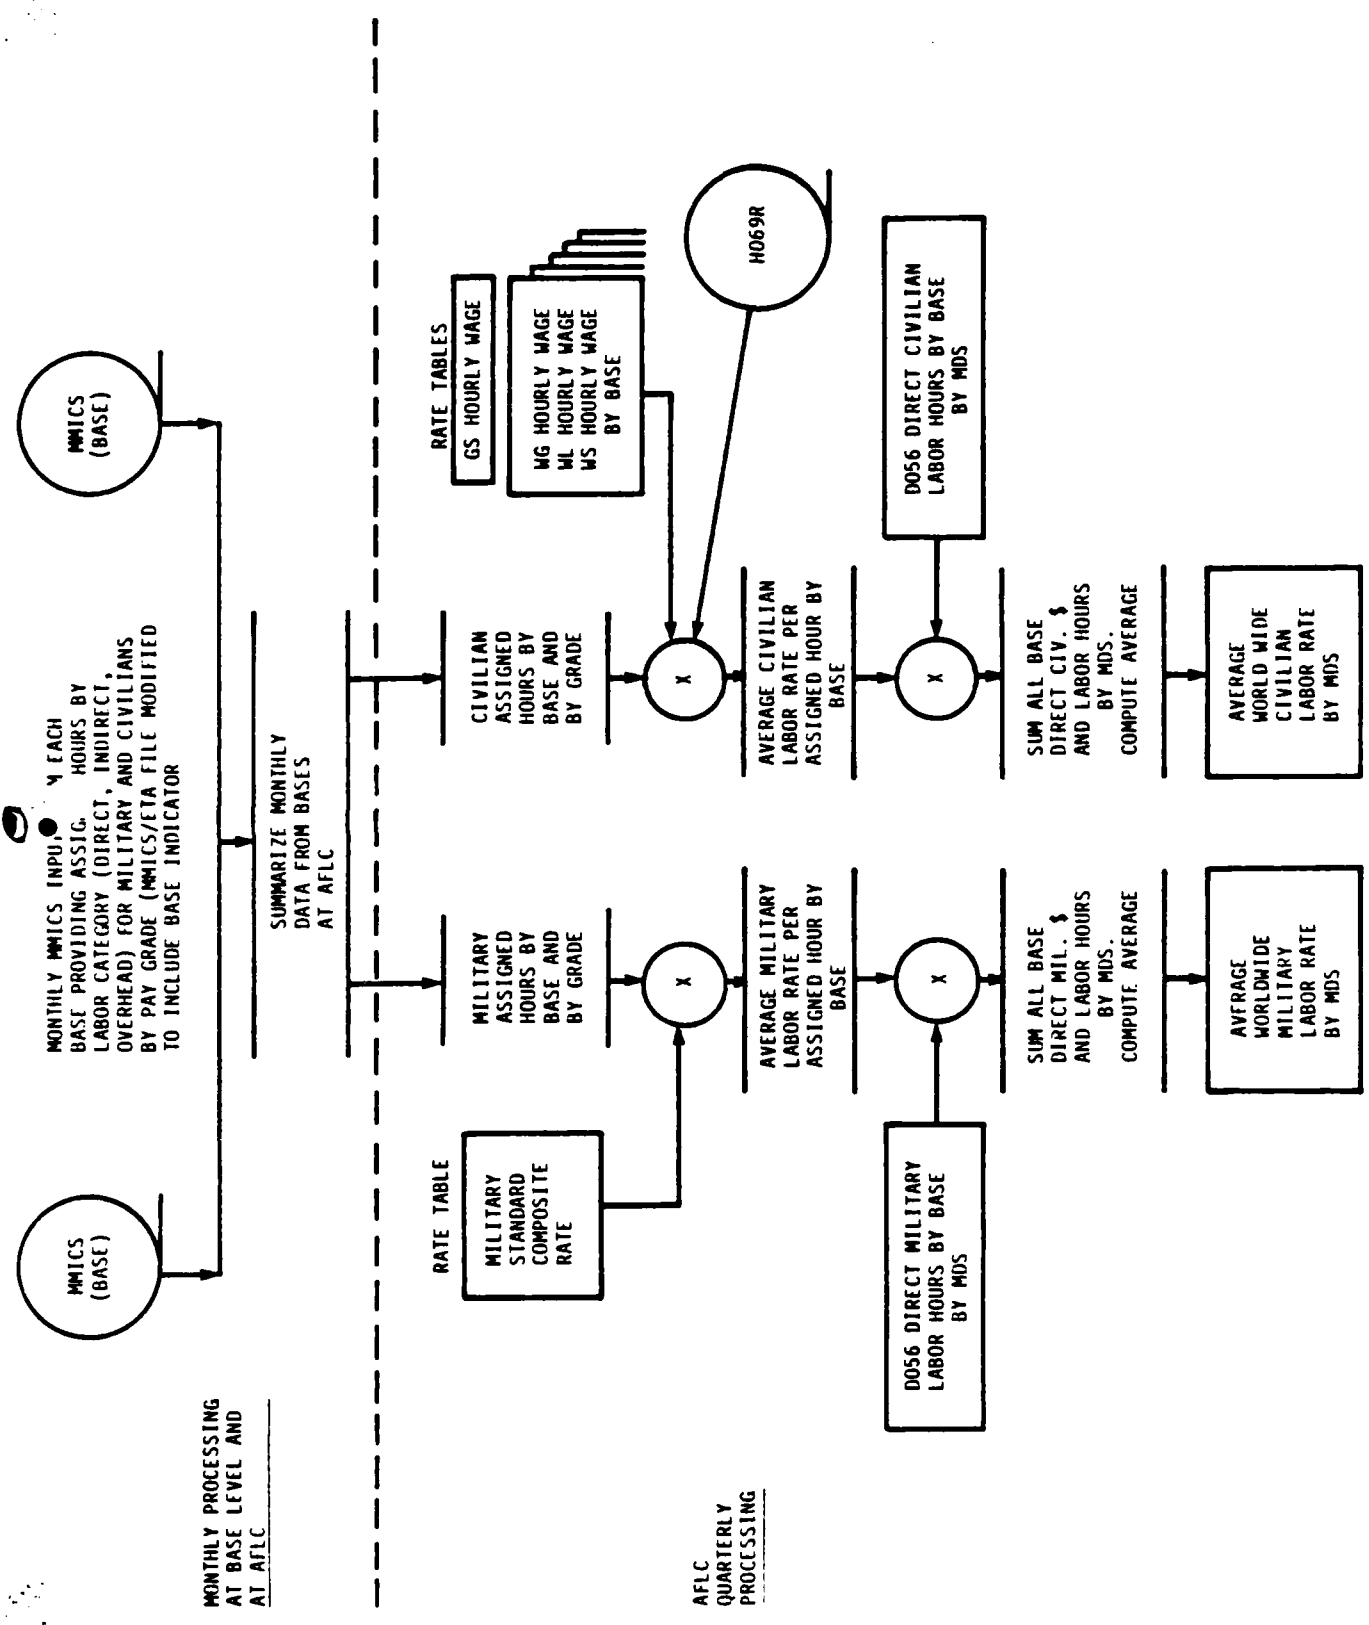 MMICS
(BASE)
MONTHLY MMICS INPUT EACH
BASE PROVIDING HOURS BY
LABOR CATEGORY (DIRECT, INDIRECT,
OVERHEAD) FOR MILITARY AND CIVILIANS
BY PAY GRADE (MMICS/ETA FILE MODIFIED
TO INCLUDE BASE INDICATOR
MMICS
(BASE)
MONTHLY PROCESSING
AT BASE LEVEL AND
AT AFLC
SUMMARIZE MONTHLY
DATA FROM BASES
AT AFLC
RATE TABLE
MILITARY
STANDARD
COMPOSITE
RATE
MILITARY
ASSIGNED
HOURS BY
BASE AND
BY GRADE
CIVILIAN
ASSIGNED
HOURS BY
BASE AND
BY GRADE
RATE TABLES
GS HOURLY WAGE
WG HOURLY WAGE
WL HOURLY WAGE
WS HOURLY WAGE
BY BASE
X
X
H069R
AFLC
QUARTERLY
PROCESSING
AVERAGE MILITARY
LABOR RATE PER
ASSIGNED HOUR BY
BASE
AVERAGE CIVILIAN
LABOR RATE PER
ASSIGNED HOUR BY
BASE
DO56 DIRECT MILITARY
LABOR HOURS BY BASE
BY MDS
X
X
DO56 DIRECT CIVILIAN
LABOR HOURS BY BASE
BY MDS
SUM ALL BASE
DIRECT MIL. $
AND LABOR HOURS
BY MDS.
COMPUTE AVERAGE
SUM ALL BASE
DIRECT CIV. $
AND LABOR HOURS
BY MDS.
COMPUTE AVERAGE
AVERAGE
WORLDWIDE
MILITARY
LABOR RATE
BY MDS
AVERAGE
WORLD WIDE
CIVILIAN
LABOR RATE
BY MDS